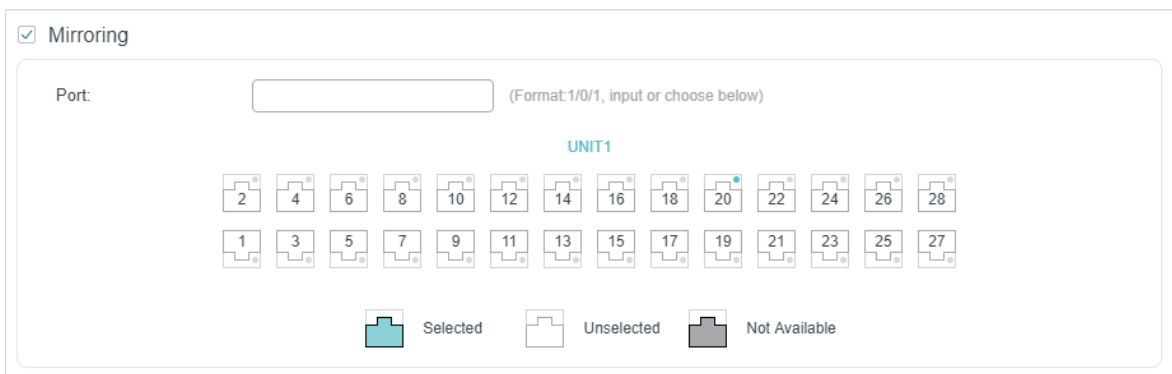 Mirroring
Port: (Format:1/0/1, input or choose below)
UNIT1
2 4 6 8 10 12 14 16 18 20 22 24 26 28
1 3 5 7 9 11 13 15 17 19 21 23 25 27
Selected Unselected Not Available